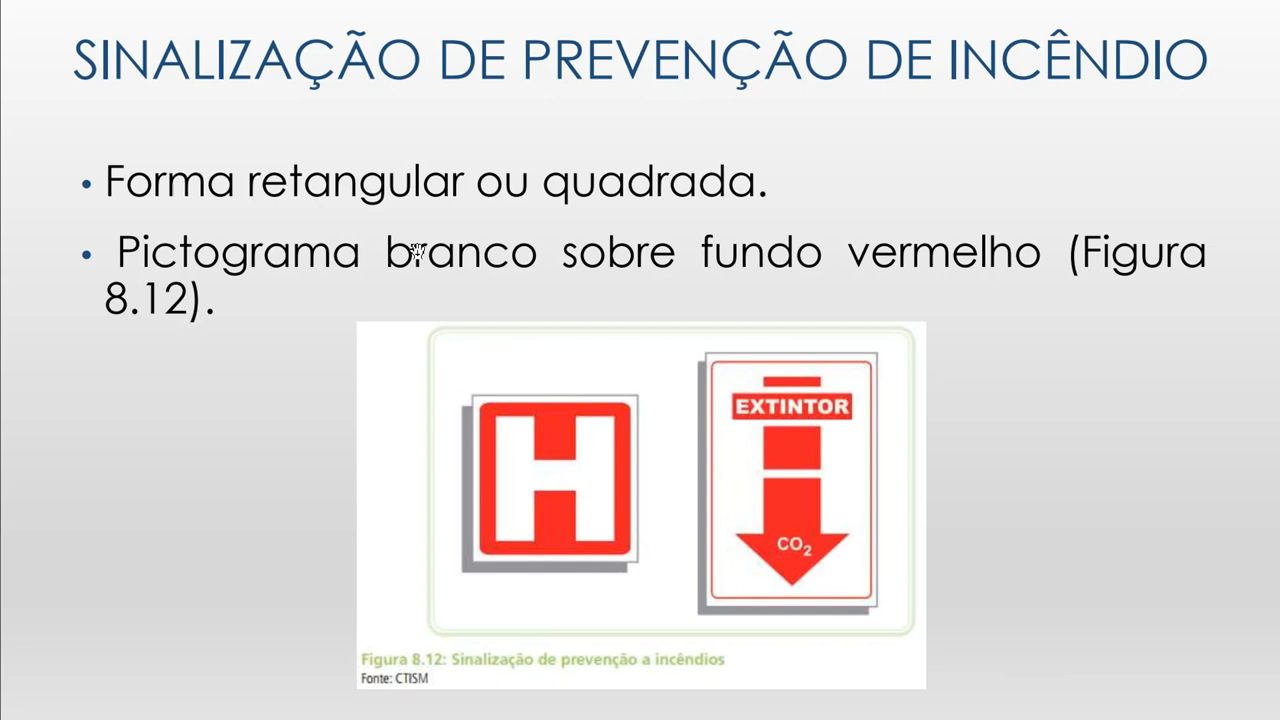 SINALIZAÇÃO DE PREVENÇÃO DE INCÊNDIO
• Forma retangular ou quadrada.
• Pictograma branco sobre fundo vermelho (Figura
8.12).
H
EXTINTOR
CO₂
Figura 8.12: Sinalização de prevenção a incêndios
Fonte: CTISM